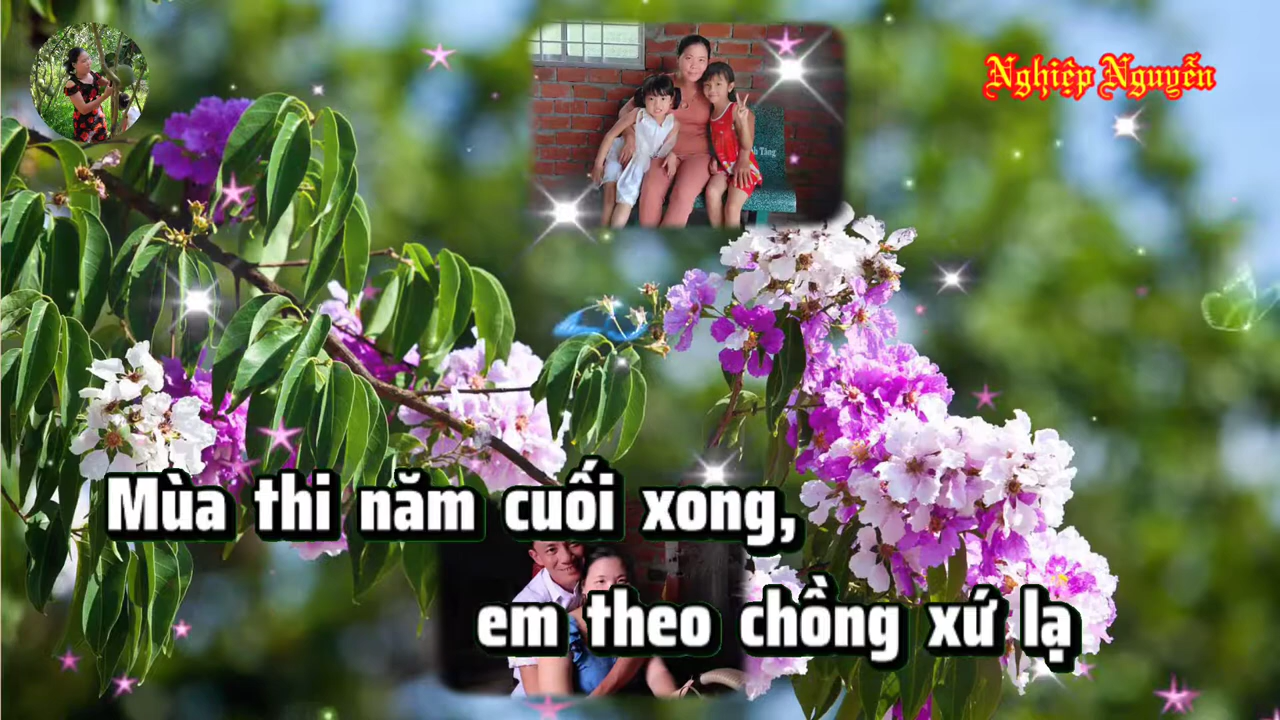 Nghiệp Nguyễn
Mùa thi năm cuối xong,
em theo chồng xứ lạ